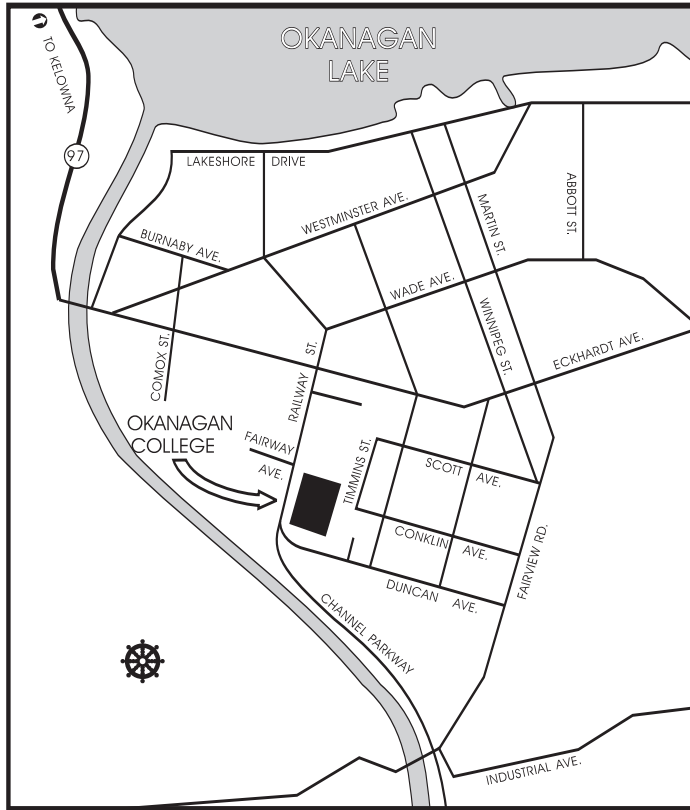 OKANAGAN
LAKE
TO KELOWNA
97
LAKESHORE DRIVE
WESTMINSTER AVE.
MARTIN ST.
ABBOTT ST.
BURNABY AVE.
WADE AVE.
WINNIPEG ST.
COMOX ST.
RAILWAY ST.
ECKHARDT AVE.
OKANAGAN
COLLEGE
FAIRWAY
AVE.
TIMMINS ST.
SCOTT AVE.
CONKLIN AVE.
FAIRVIEW RD.
DUNCAN AVE.
CHANNEL PARKWAY
INDUSTRIAL AVE.